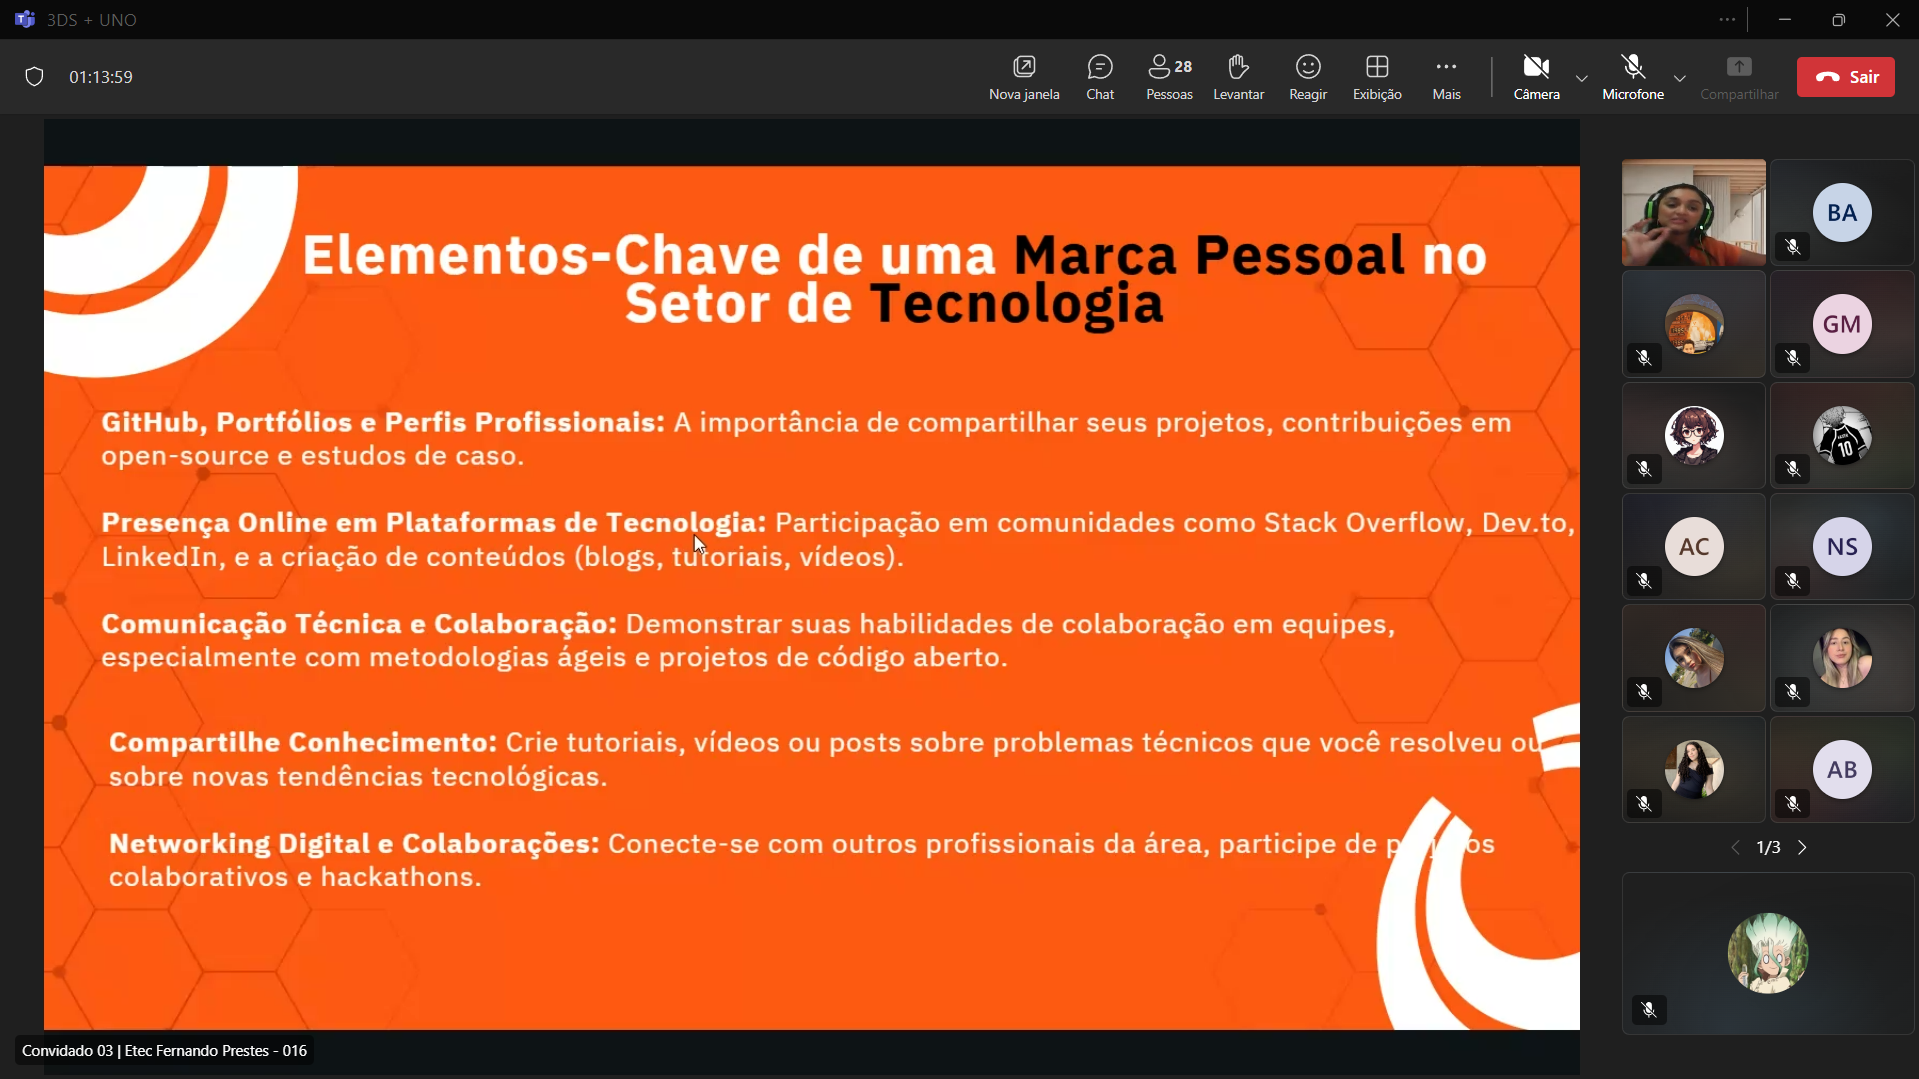 3DS + UNO
01:13:59
Nova janela
Chat
28
Pessoas
Levantar
Reagir
Exibição
Mais
Câmera
Microfone
Compartilhar
Sair
Elementos-Chave de uma Marca Pessoal no
Setor de Tecnologia
GitHub, Portfólios e Perfis Profissionais: A importância de compartilhar seus projetos, contribuições em
open-source e estudos de caso.
Presença Online em Plataformas de Tecnologia: Participação em comunidades como Stack Overflow, Dev.to,
LinkedIn, e a criação de conteúdos (blogs, tutoriais, vídeos).
Comunicação Técnica e Colaboração: Demonstrar suas habilidades de colaboração em equipes,
especialmente com metodologias ágeis e projetos de código aberto.
Compartilhe Conhecimento: Crie tutoriais, vídeos ou posts sobre problemas técnicos que você resolveu ou
sobre novas tendências tecnológicas.
Networking Digital e Colaborações: Conecte-se com outros profissionais da área, participe de projetos
colaborativos e hackathons.
BA
GM
10
AC
NS
AB
1/3
Convidado 03 | Etec Fernando Prestes - 016